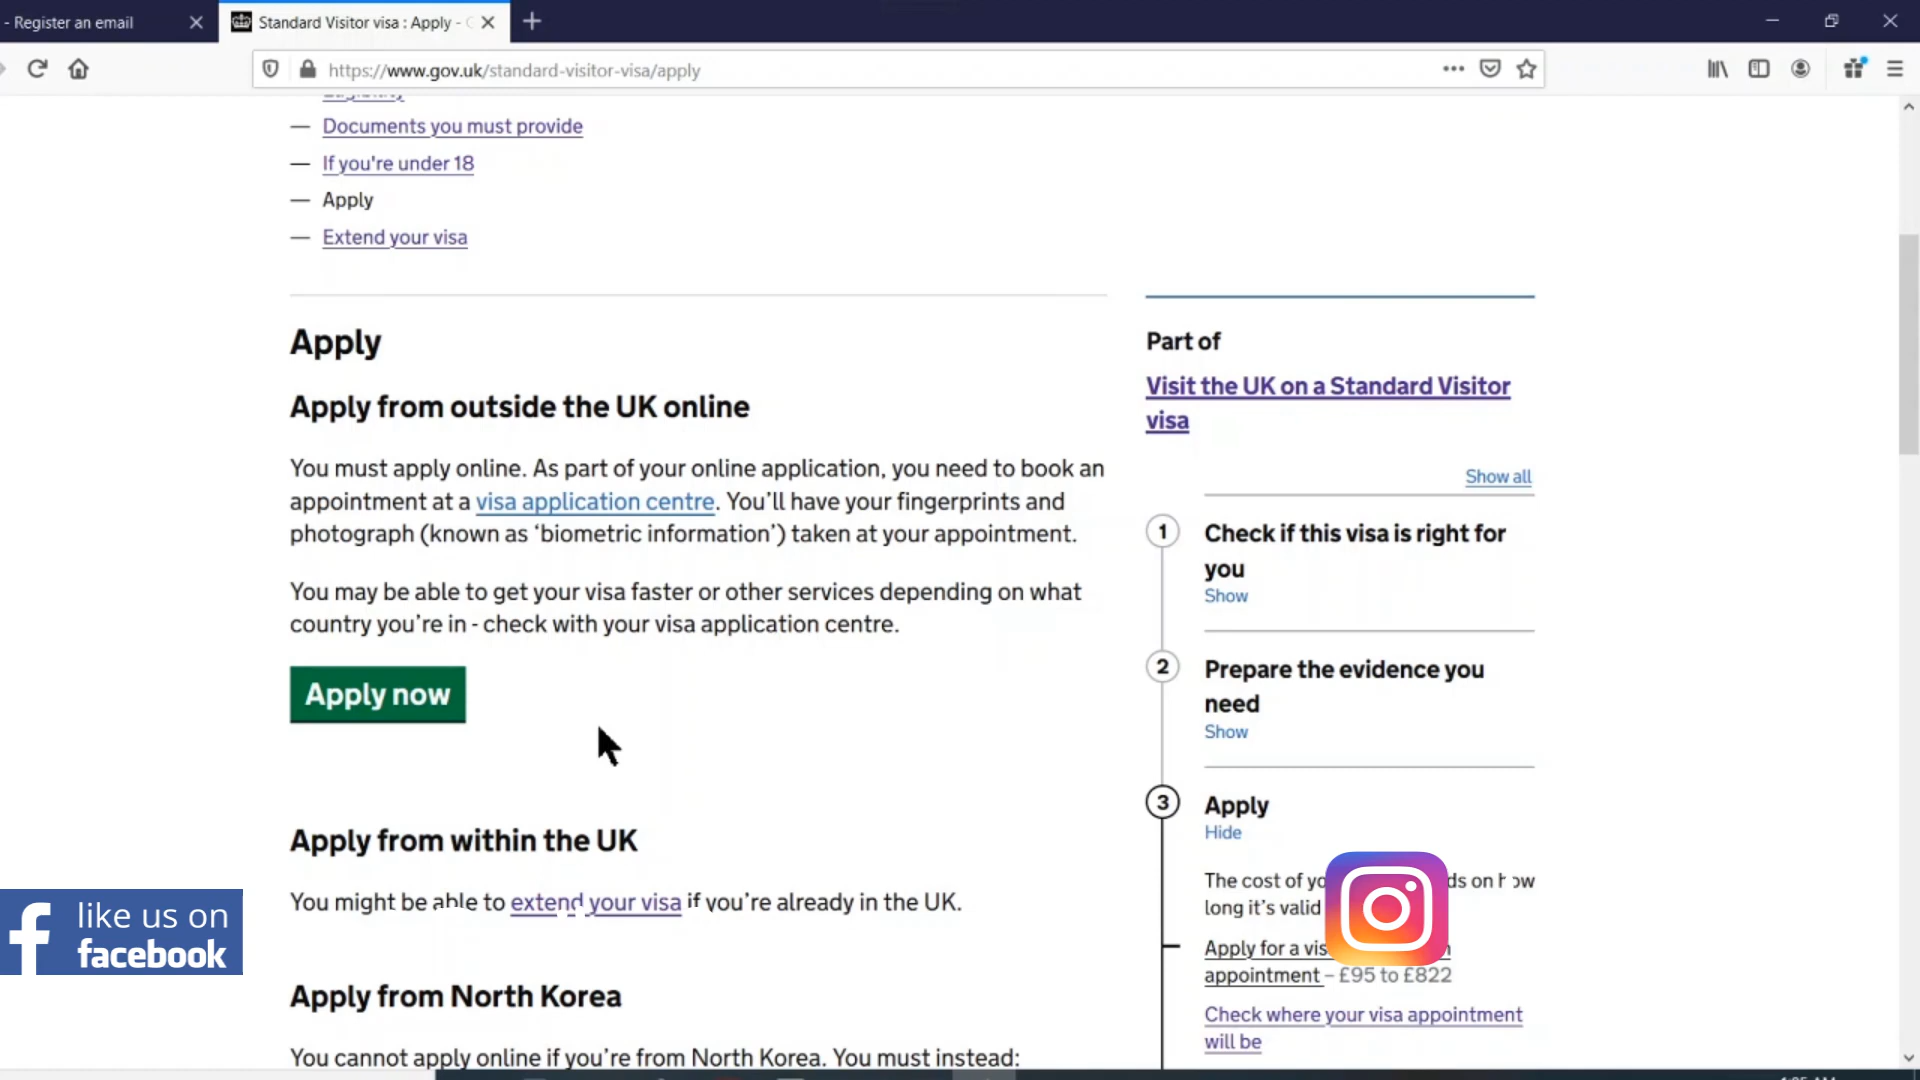 - Register an email
Standard Visitor visa : Apply -
https://www.gov.uk/standard-visitor-visa/apply
Eligibility
— Documents you must provide
— If you're under 18
— Apply
— Extend your visa
Apply
Apply from outside the UK online
You must apply online. As part of your online application, you need to book an
appointment at a visa application centre. You’ll have your fingerprints and
photograph (known as ‘biometric information’) taken at your appointment.
You may be able to get your visa faster or other services depending on what
country you’re in - check with your visa application centre.
Apply now
Apply from within the UK
You might be able to extend your visa if you’re already in the UK.
Apply from North Korea
You cannot apply online if you’re from North Korea. You must instead:
Part of
Visit the UK on a Standard Visitor
visa
Show all
1
Check if this visa is right for
you
Show
2
Prepare the evidence you
need
Show
3
Apply
Hide
The cost of
long it’s valid
Apply for a
appointment – £95 to £822
Check where your visa appointment
will be
f like us on
facebook